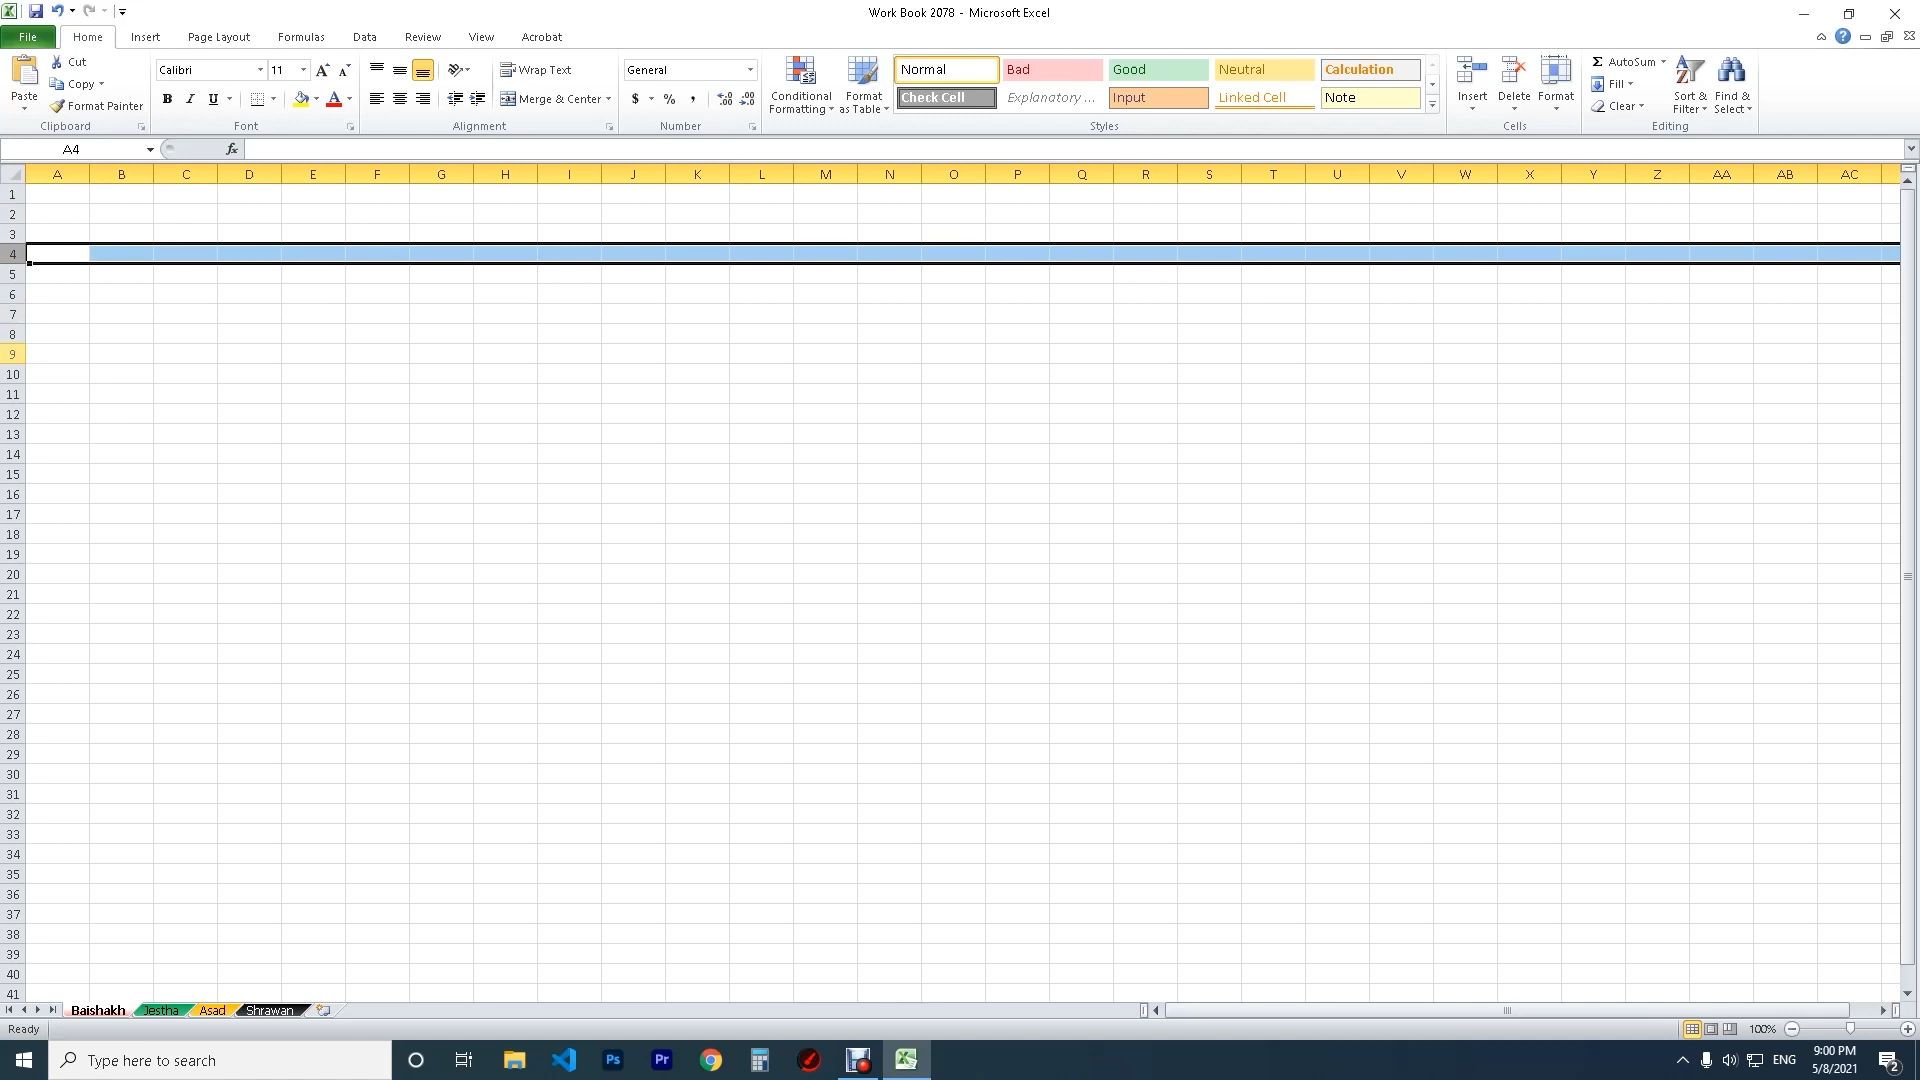 Work Book 2078 - Microsoft Excel
File Home Insert Page Layout Formulas Data Review View Acrobat
Paste
Cut
Copy
Format Painter
Clipboard
Calibri 11
B I U
Font
Wrap Text
Merge & Center
Alignment
General
$ % ,
Number
Conditional Formatting
Format as Table
Normal Bad Good Neutral Calculation
Check Cell Explanatory ... Input Linked Cell Note
Styles
Insert Delete Format
Cells
Σ AutoSum
Fill
Clear
Sort & Filter
Find & Select
Editing
A4 fx
A B C D E F G H I J K L M N O P Q R S T U V W X Y Z AA AB AC
1
2
3
4
5
6
7
8
9
10
11
12
13
14
15
16
17
18
19
20
21
22
23
24
25
26
27
28
29
30
31
32
33
34
35
36
37
38
39
40
41
Baishakh Jestha Asad Shrawan
Ready 100%
Type here to search
Ps Pr
ENG
9:00 PM
5/8/2021
2